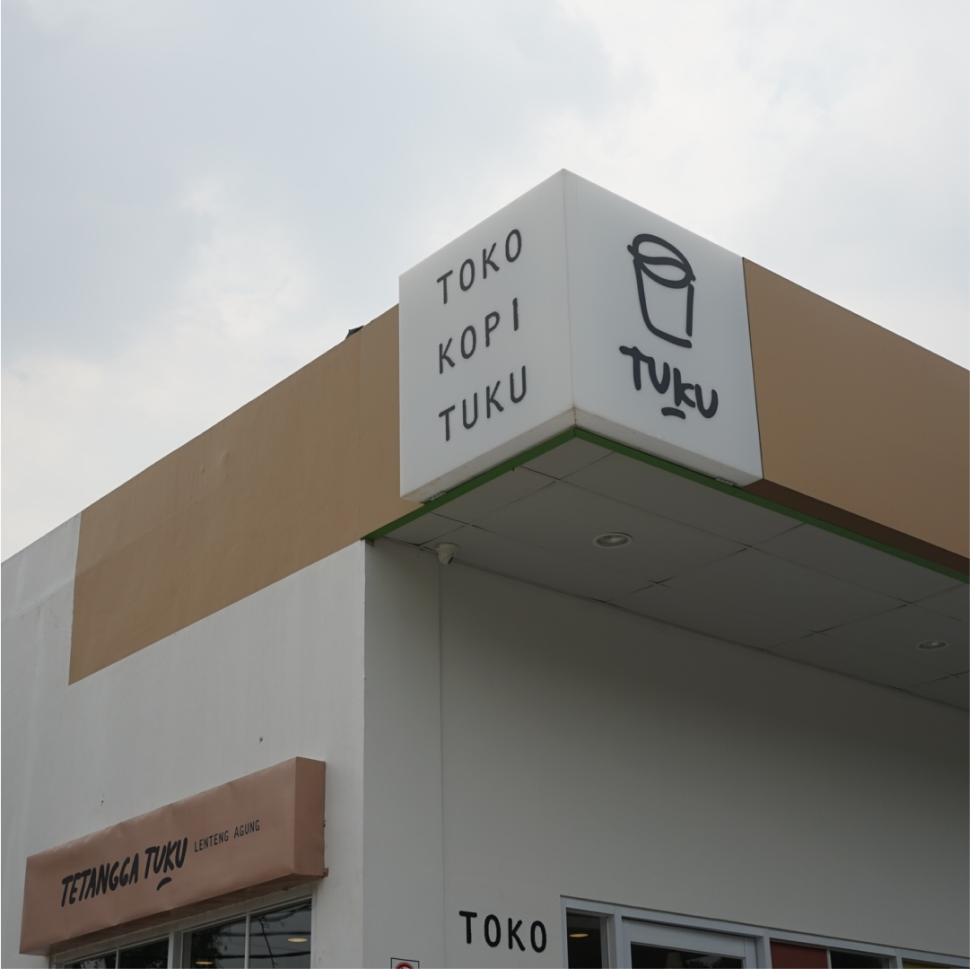 TOKO
KOPI
TUKU
TUKU
TETANGGA TUKU LENTENG AGUNG
TOKO